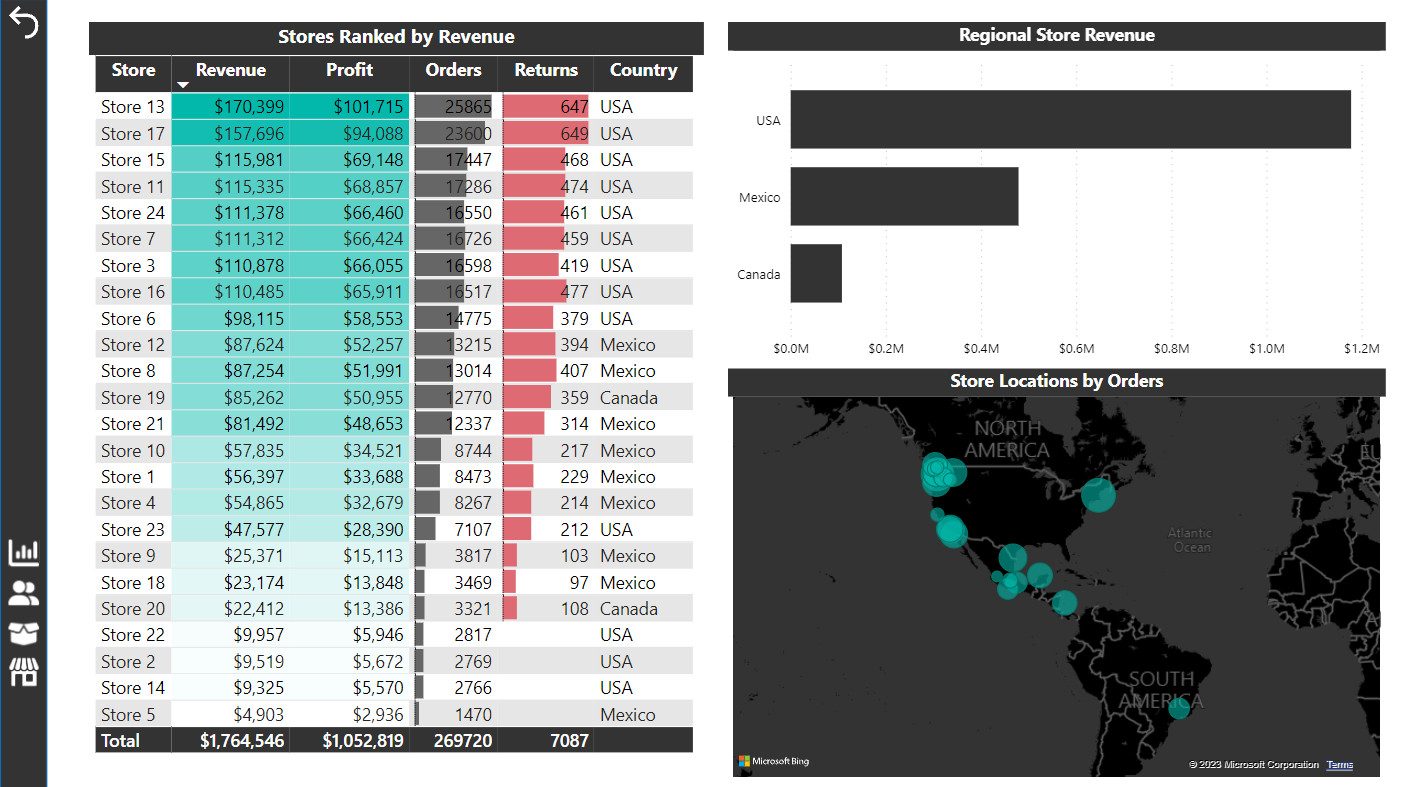 Stores Ranked by Revenue
Store Revenue Profit Orders Returns Country
Store 13 $170,399 $101,715 25865 647 USA
Store 17 $157,696 $94,088 23600 649 USA
Store 15 $115,981 $69,148 17447 468 USA
Store 11 $115,335 $68,857 17286 474 USA
Store 24 $111,378 $66,460 16550 461 USA
Store 7 $111,312 $66,424 16726 459 USA
Store 3 $110,878 $66,055 16598 419 USA
Store 16 $110,485 $65,911 16517 477 USA
Store 6 $98,115 $58,553 14775 379 USA
Store 12 $87,624 $52,257 13215 394 Mexico
Store 8 $87,254 $51,991 13014 407 Mexico
Store 19 $85,262 $50,955 12770 359 Canada
Store 21 $81,492 $48,653 12337 314 Mexico
Store 10 $57,835 $34,521 8744 217 Mexico
Store 1 $56,397 $33,688 8473 229 Mexico
Store 4 $54,865 $32,679 8267 214 Mexico
Store 23 $47,577 $28,390 7107 212 USA
Store 9 $25,371 $15,113 3817 103 Mexico
Store 18 $23,174 $13,848 3469 97 Mexico
Store 20 $22,412 $13,386 3321 108 Canada
Store 22 $9,957 $5,946 2817 USA
Store 2 $9,519 $5,672 2769 USA
Store 14 $9,325 $5,570 2766 USA
Store 5 $4,903 $2,936 1470 Mexico
Total $1,764,546 $1,052,819 269720 7087
Regional Store Revenue
USA
Mexico
Canada
$0.0M $0.2M $0.4M $0.6M $0.8M $1.0M $1.2M
Store Locations by Orders
NORTH
AMERICA
EU
Atlantic
Ocean
SOUTH
AMERICA
Microsoft Bing
© 2023 Microsoft Corporation Terms